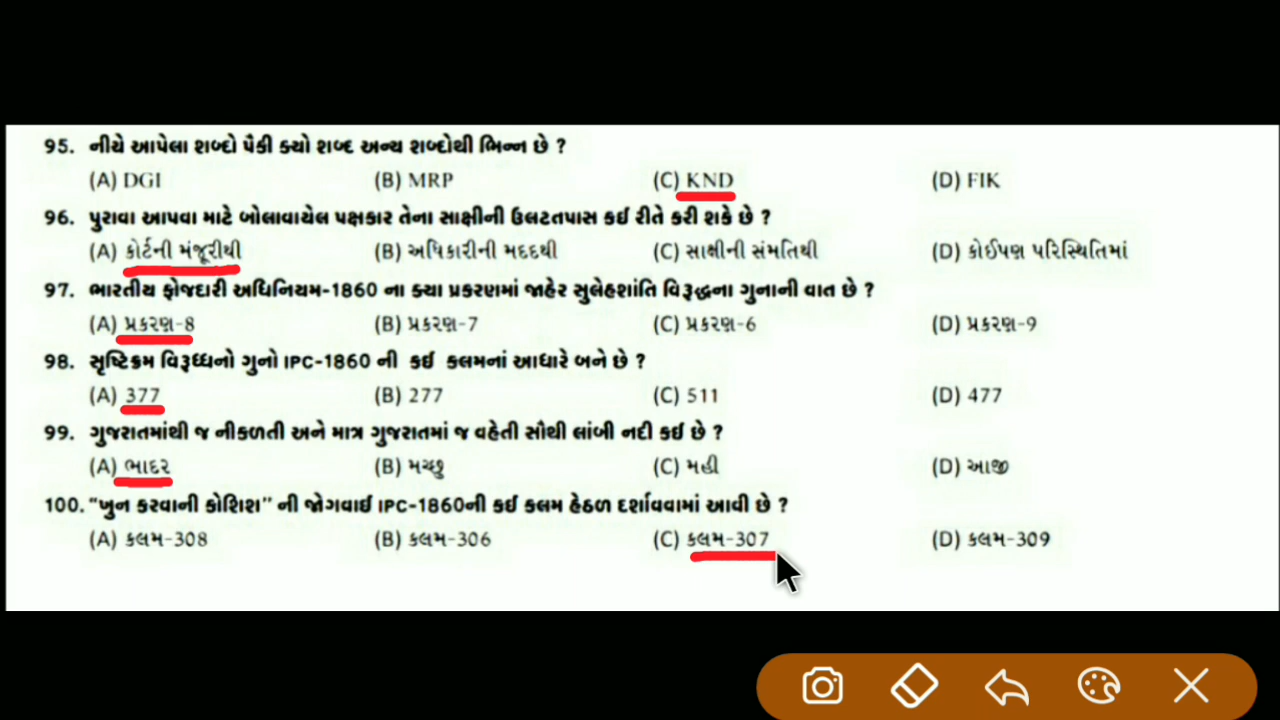 95. નીચે આપેલા શબ્દો પૈકી ક્યો શબ્દ અન્ય શબ્દોથી ભિન્ન છે ?
(A) DGI (B) MRP (C) KND (D) FIK
96. પુરાવા આપવા માટે બોલાવાયેલ પક્ષકાર તેના સાક્ષીની ઉલટતપાસ કઈ રીતે કરી શકે છે ?
(A) કોર્ટની મંજૂરીથી (B) અધિકારીની મદદથી (C) સાક્ષીની સંમતિથી (D) કોઈપણ પરિસ્થિતિમાં
97. ભારતીય ફોજદારી અધિનિયમ-1860 ના ક્યા પ્રકરણમાં જાહેર સુલેહશાંતિ વિરૂદ્ધના ગુનાની વાત છે ?
(A) પ્રકરણ-8 (B) પ્રકરણ-7 (C) પ્રકરણ-6 (D) પ્રકરણ-9
98. સૃષ્ટિક્રમ વિરૂધ્ધનો ગુનો IPC-1860 ની કઈ કલમનાં આધારે બને છે ?
(A) 377 (B) 277 (C) 511 (D) 477
99. ગુજરાતમાંથી જ નીકળતી અને માત્ર ગુજરાતમાં જ વહેતી સૌથી લાંબી નદી કઈ છે ?
(A) ભાદર (B) મચ્છુ (C) મહી (D) આજી
100. "ખુન કરવાની કોશિશ" ની જોગવાઈ IPC-1860ની કઈ કલમ હેઠળ દર્શાવવામાં આવી છે ?
(A) કલમ-308 (B) કલમ-306 (C) કલમ-307 (D) કલમ-309